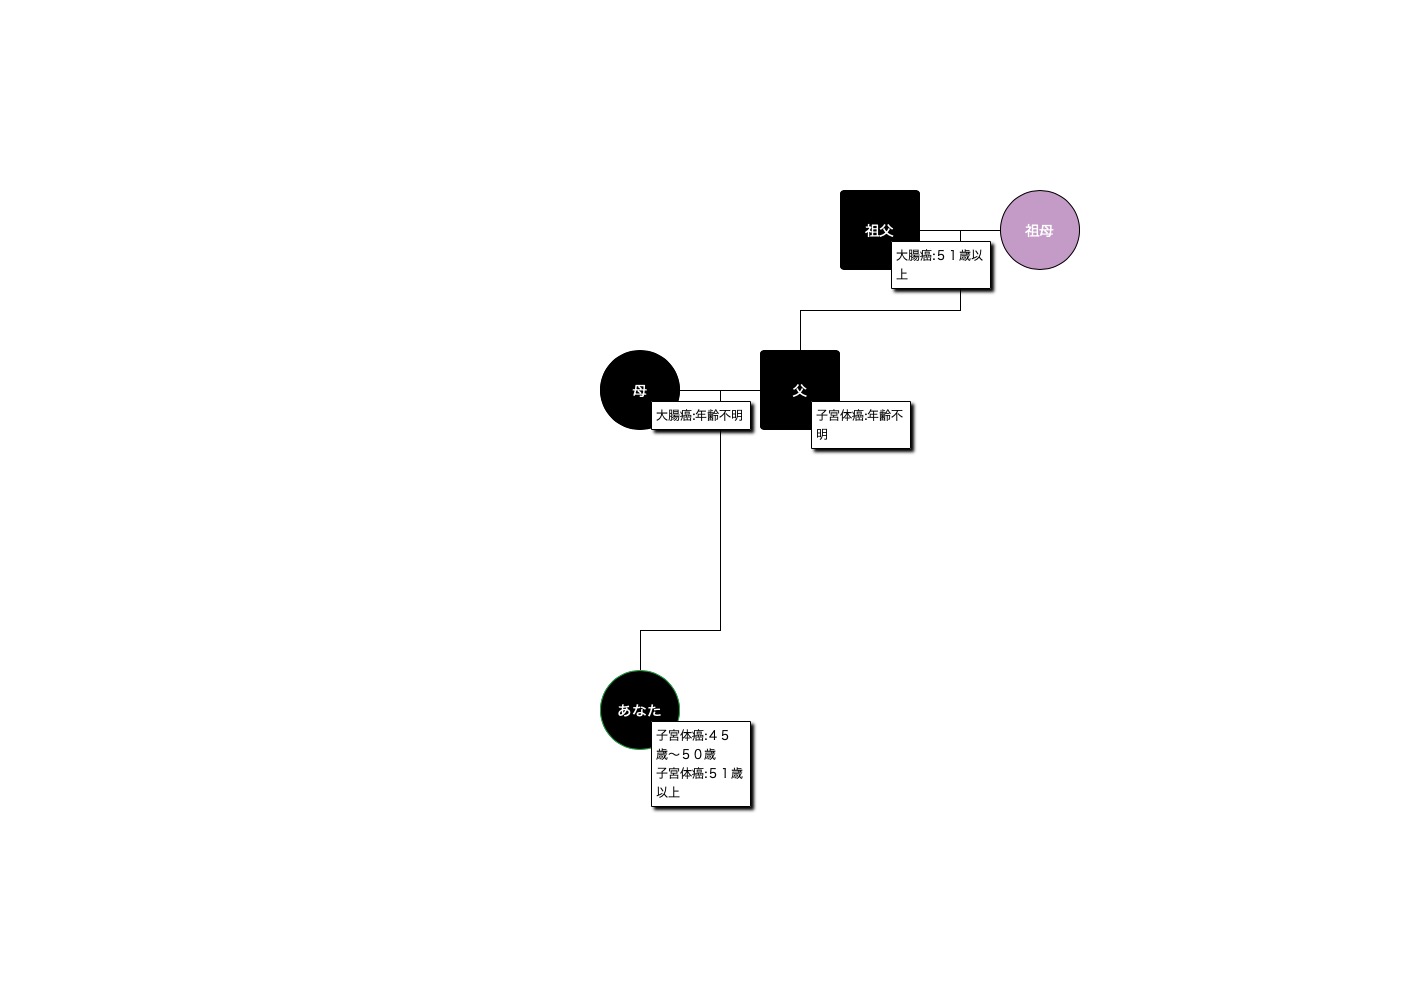 祖父
祖母
大腸癌:５１歳以
上
母
父
大腸癌:年齢不明
子宮体癌:年齢不
明
あなた
子宮体癌:４５
歳〜５０歳
子宮体癌:５１歳
以上